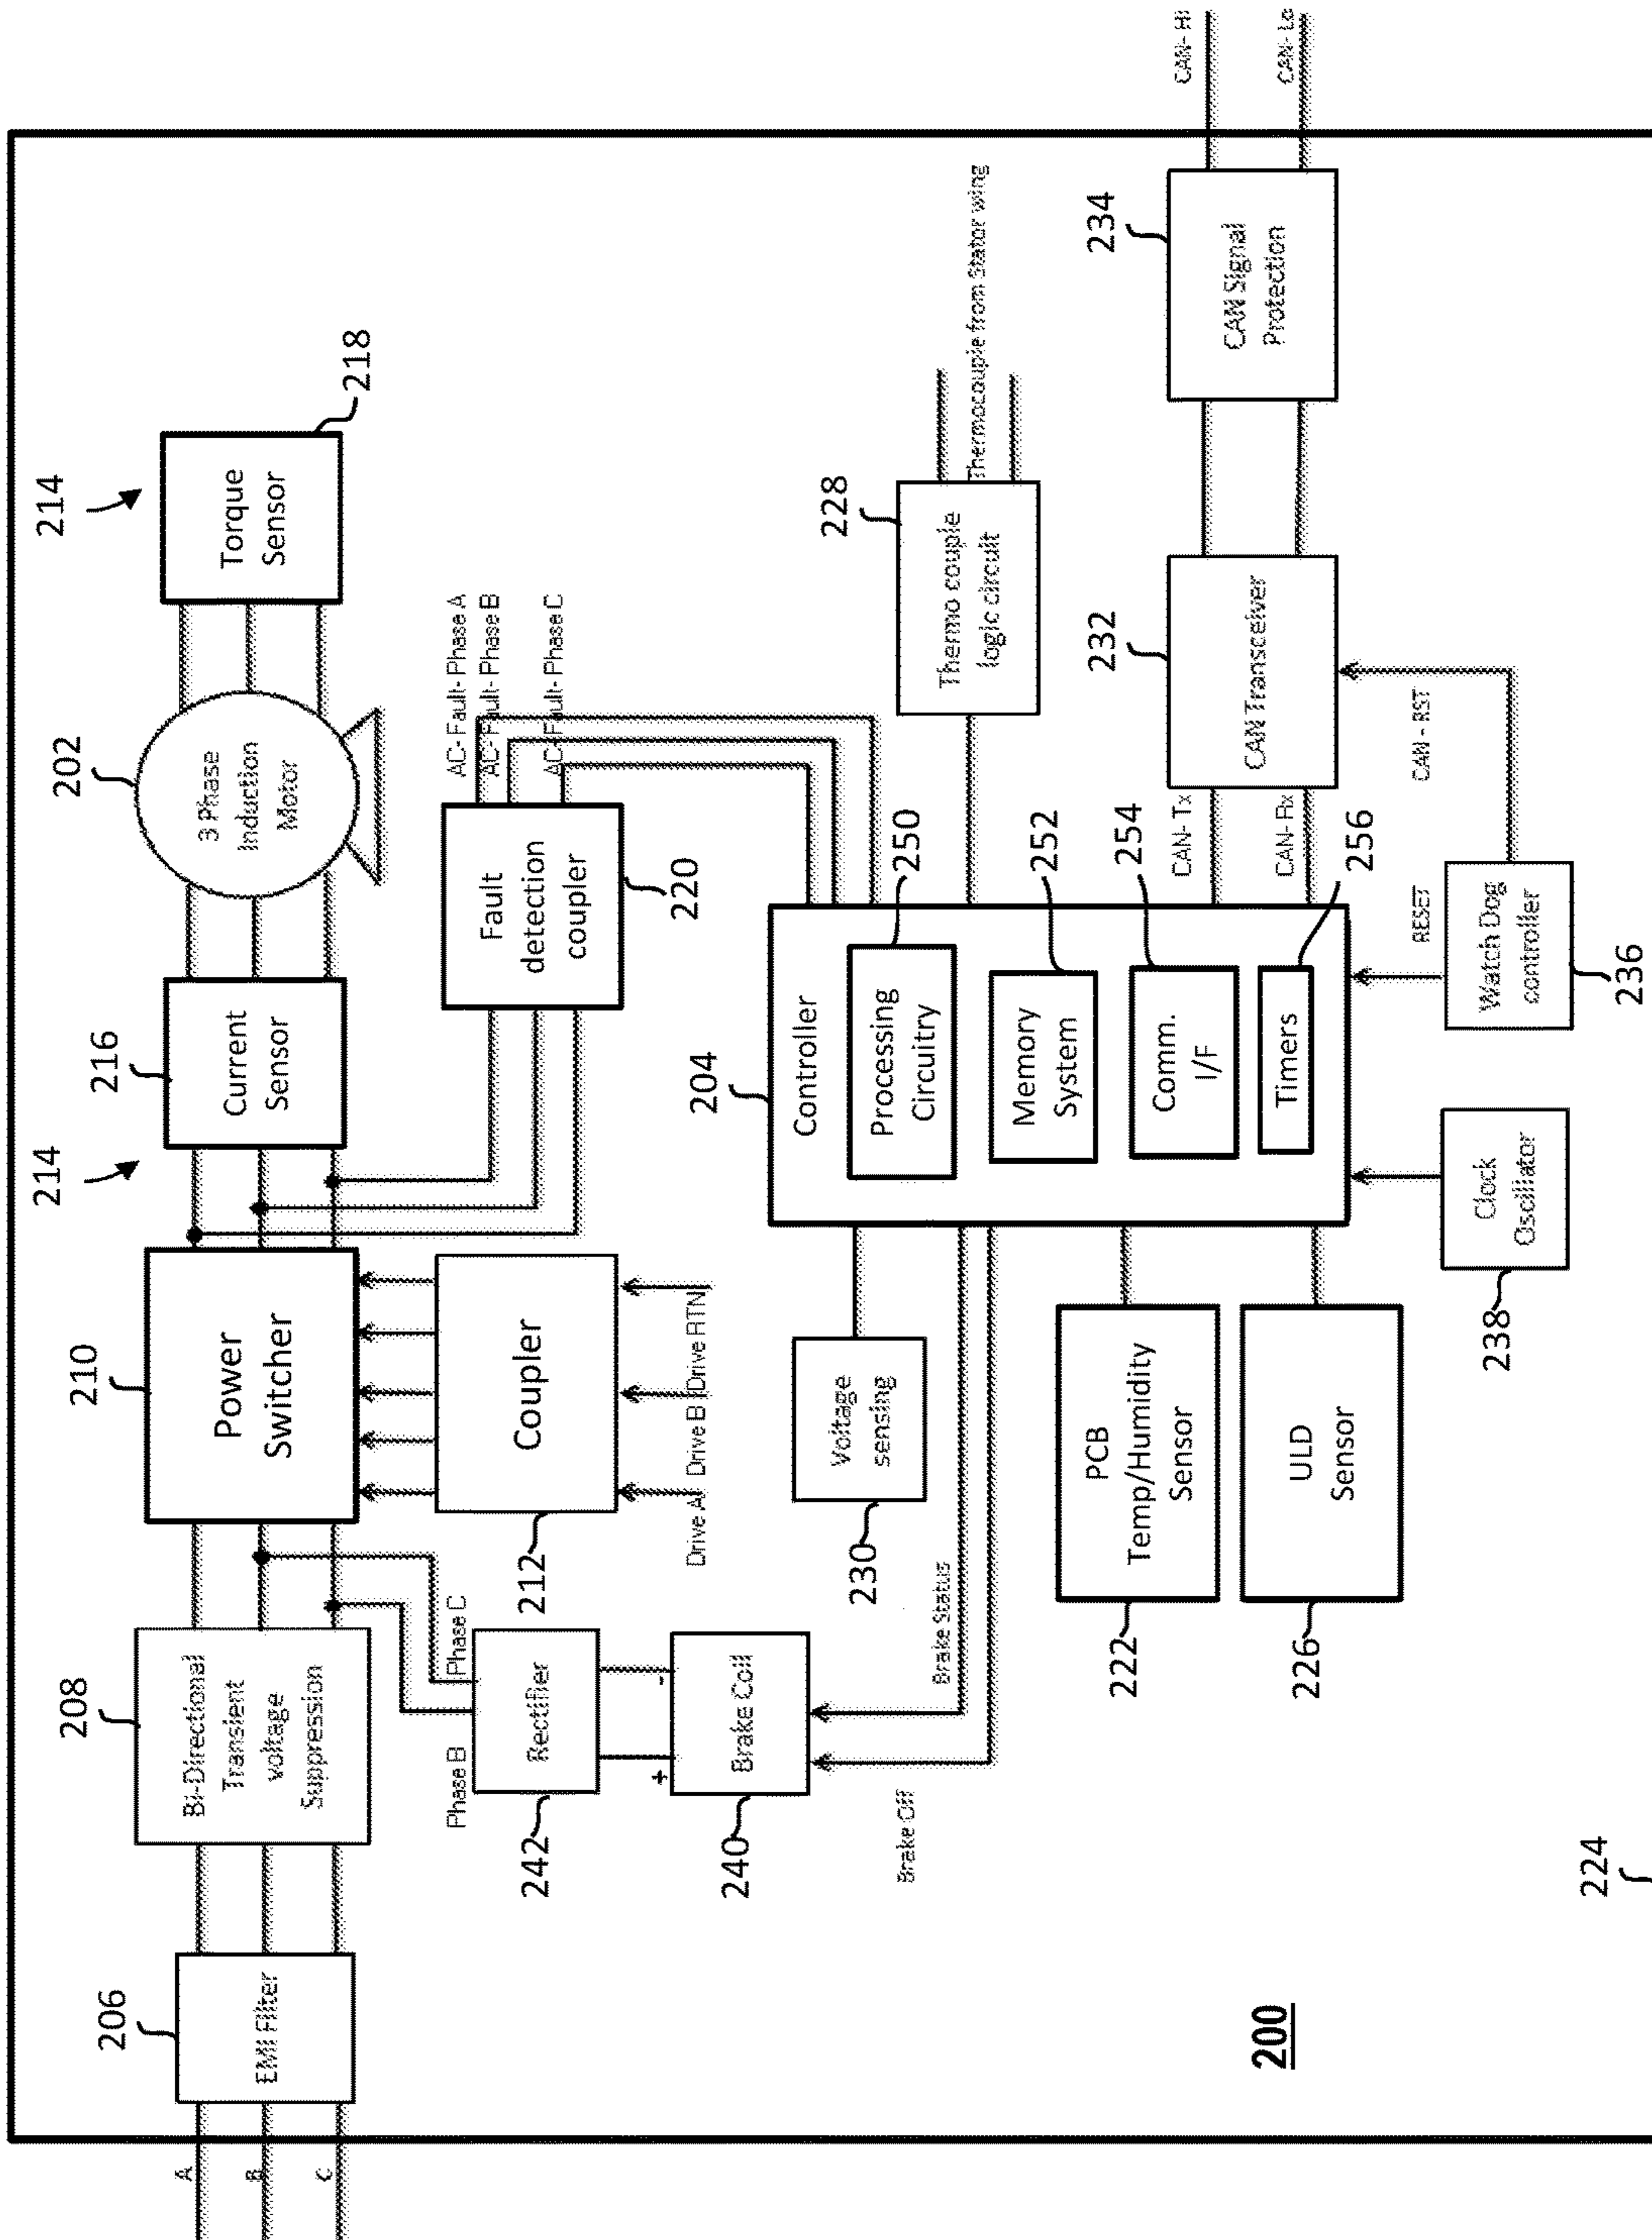 214
202
218
216
214
210
208
206
Torque
Sensor
3 Phase
Induction
Motor
Current
Sensor
Power
Switcher
Bi-Directional
Transient
voltage
Suppression
EMI Filter
A
B
C
AC-Fault-Phase A
AC-Fault-Phase B
AC-Fault-Phase C
Fault
detection
coupler
220
Coupler
212
Drive A
Drive B
Drive RTN
Phase B
Phase C
Rectifier
242
+
-
Brake Coil
240
Brake Off
Brake Status
Voltage
sensing
230
204
Controller
Processing
Circuitry
250
Memory
System
252
Comm.
I/F
254
Timers
256
228
Thermo couple
logic circuit
Thermocouple from Stator wing
PCB
Temp/Humidity
Sensor
222
ULD
Sensor
226
232
CAN Transceiver
CAN-Tx
CAN-Rx
234
CAN Signal
Protection
CAN-Hi
CAN-Lo
CAN - RST
RESET
Watch Dog
controller
236
Clock
Oscillator
238
200
224